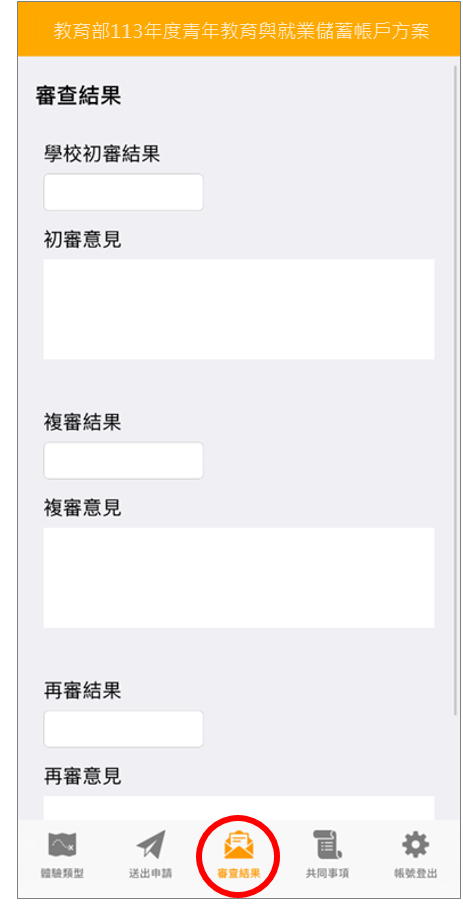 教育部113年度青年教育與就業儲蓄帳戶方案
審查結果
學校初審結果
初審意見
複審結果
複審意見
再審結果
再審意見
體驗類型 送出申請 審查結果 共同事項 帳號登出